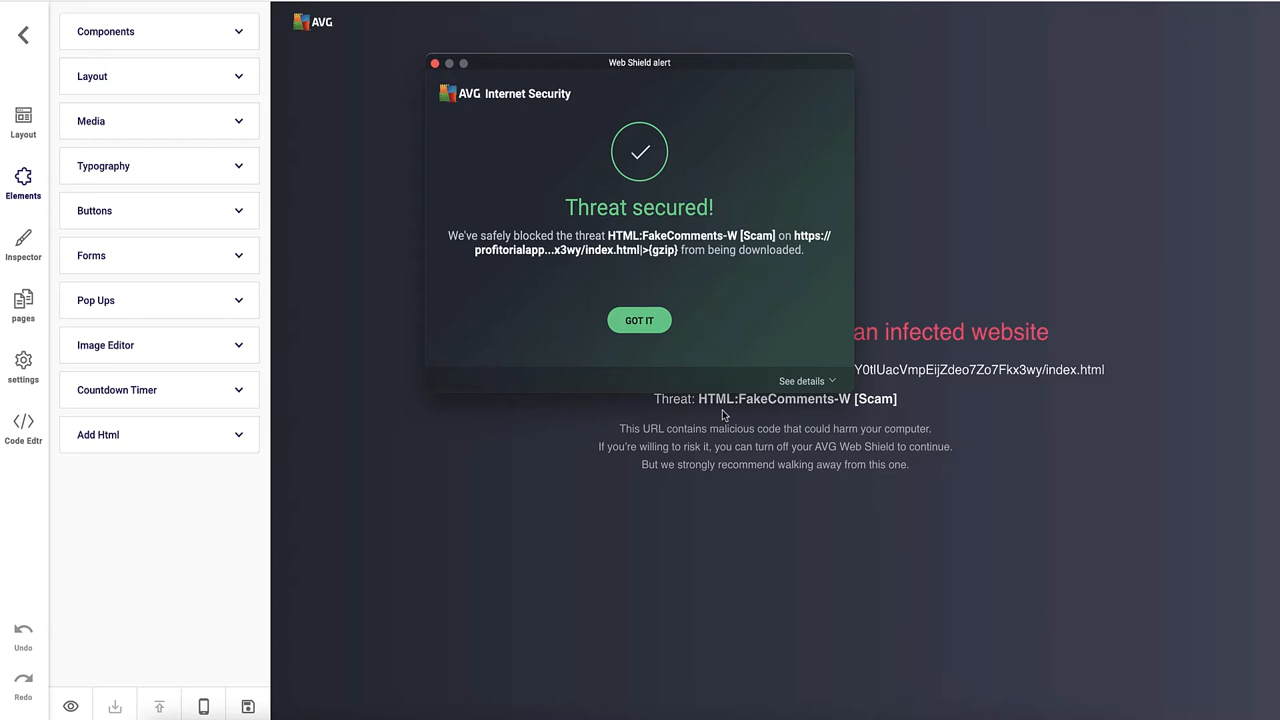 Components
Layout
Media
Typography
Buttons
Forms
Pop Ups
Image Editor
Countdown Timer
Add Html
Layout
Elements
Inspector
pages
settings
Code Edtr
Undo
Redo
AVG
Web Shield alert
AVG Internet Security
Threat secured!
We've safely blocked the threat HTML:FakeComments-W [Scam] on https://
profitorialapp...x3wy/index.html|>{gzip} from being downloaded.
GOT IT
See details
an infected website
Y0tlUacVmpEijZdeo7Zo7Fkx3wy/index.html
Threat: HTML:FakeComments-W [Scam]
This URL contains malicious code that could harm your computer.
If you're willing to risk it, you can turn off your AVG Web Shield to continue.
But we strongly recommend walking away from this one.